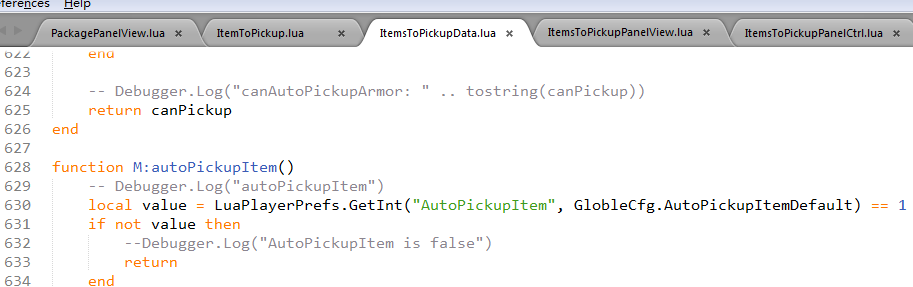 ferences Help
PackagePanelView.lua × ItemToPickup.lua × ItemsToPickupData.lua × ItemsToPickupPanelView.lua × ItemsToPickupPanelCtrl.lua ×
622 end
623
624 -- Debugger.Log("canAutoPickupArmor: " .. tostring(canPickup))
625 return canPickup
626 end
627
628 function M:autoPickupItem()
629 -- Debugger.Log("autoPickupItem")
630 local value = LuaPlayerPrefs.GetInt("AutoPickupItem", GlobleCfg.AutoPickupItemDefault) == 1
631 if not value then
632 --Debugger.Log("AutoPickupItem is false")
633 return
634 end